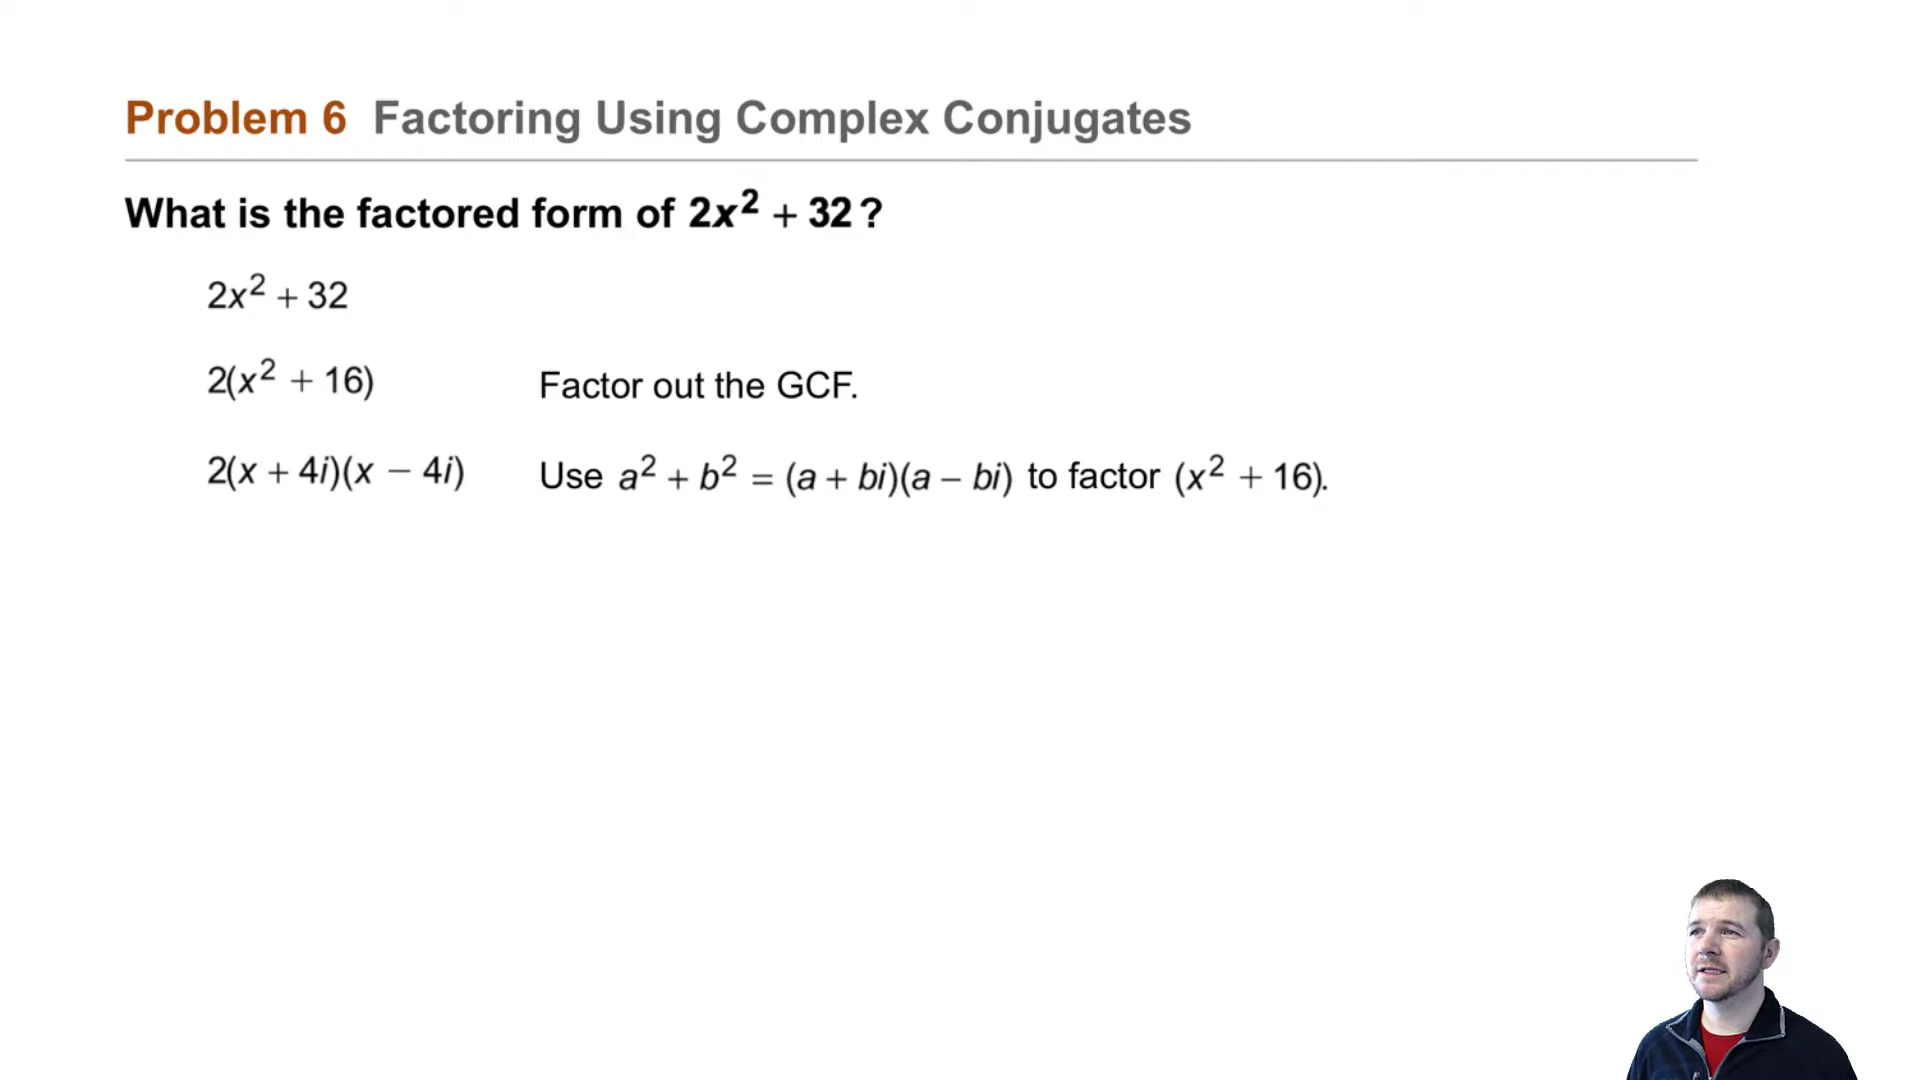 Problem 6 Factoring Using Complex Conjugates
What is the factored form of 2x² + 32?
2x² + 32
2(x² + 16) Factor out the GCF.
2(x + 4i)(x − 4i) Use a² + b² = (a + bi)(a − bi) to factor (x² + 16).